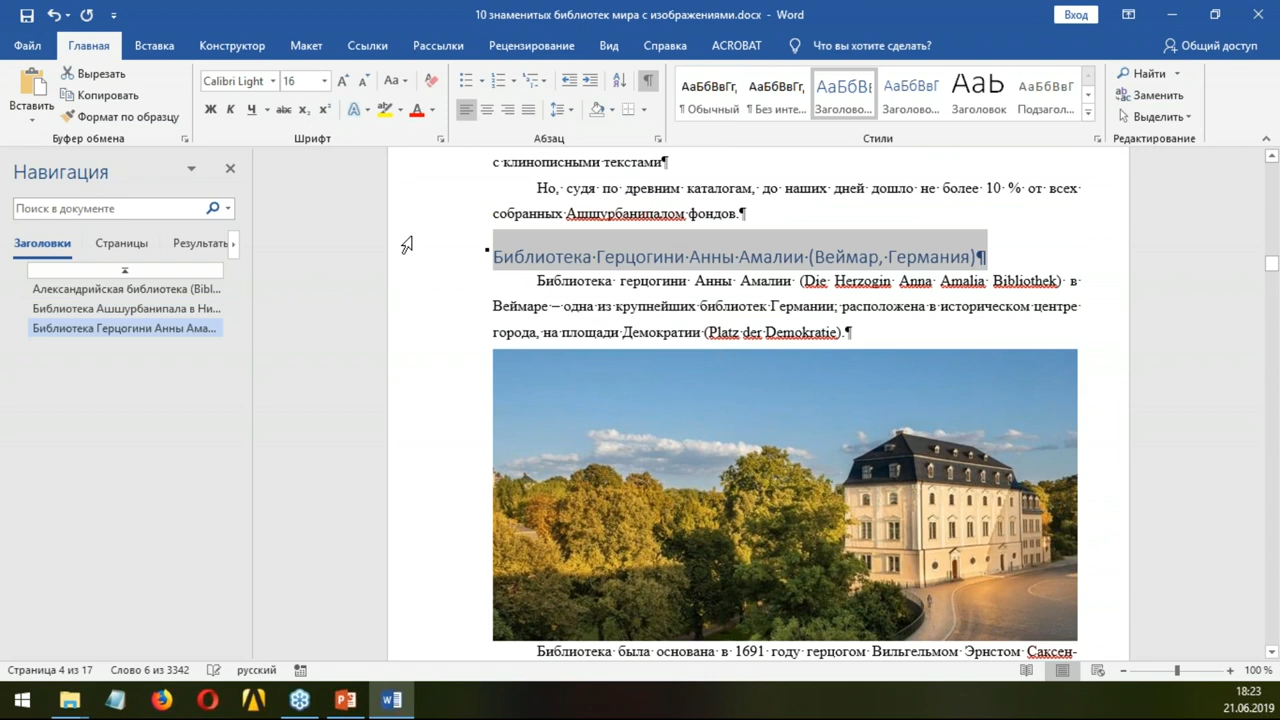 10 знаменитых библиотек мира с изображениями.docx - Word
Вход
Файл Главная Вставка Конструктор Макет Ссылки Рассылки Рецензирование Вид Справка ACROBAT Что вы хотите сделать? Общий доступ
Вставить
Вырезать
Копировать
Формат по образцу
Буфер обмена
Calibri Light 16
Шрифт
Абзац
АаБбВвГг, АаБбВвГг, АаБбВ АаБбВвГ АаЬ АаБбВвГ
¶ Обычный ¶ Без инте... Заголово... Заголово... Заголовок Подзагол...
Стили
Найти
Заменить
Выделить
Редактирование
Навигация
Поиск в документе
Заголовки Страницы Результать
Александрийская библиотека (Bibl...
Библиотека Ашшурбанипала в Ни...
Библиотека Герцогини Анны Ама...
с клинописными текстами¶
Но, судя по древним каталогам, до наших дней дошло не более 10 % от всех
собранных Ашшурбанипалом фондов.¶
Библиотека Герцогини Анны Амалии (Веймар, Германия)¶
Библиотека герцогини Анны Амалии (Die Herzogin Anna Amalia Bibliothek) в
Веймаре – одна из крупнейших библиотек Германии; расположена в историческом центре
города, на площади Демократии (Platz der Demokratie).¶
Библиотека была основана в 1691 году герцогом Вильгельмом Эрнстом Саксен-
Страница 4 из 17 Слово 6 из 3342 русский 100 %
18:23
21.06.2019